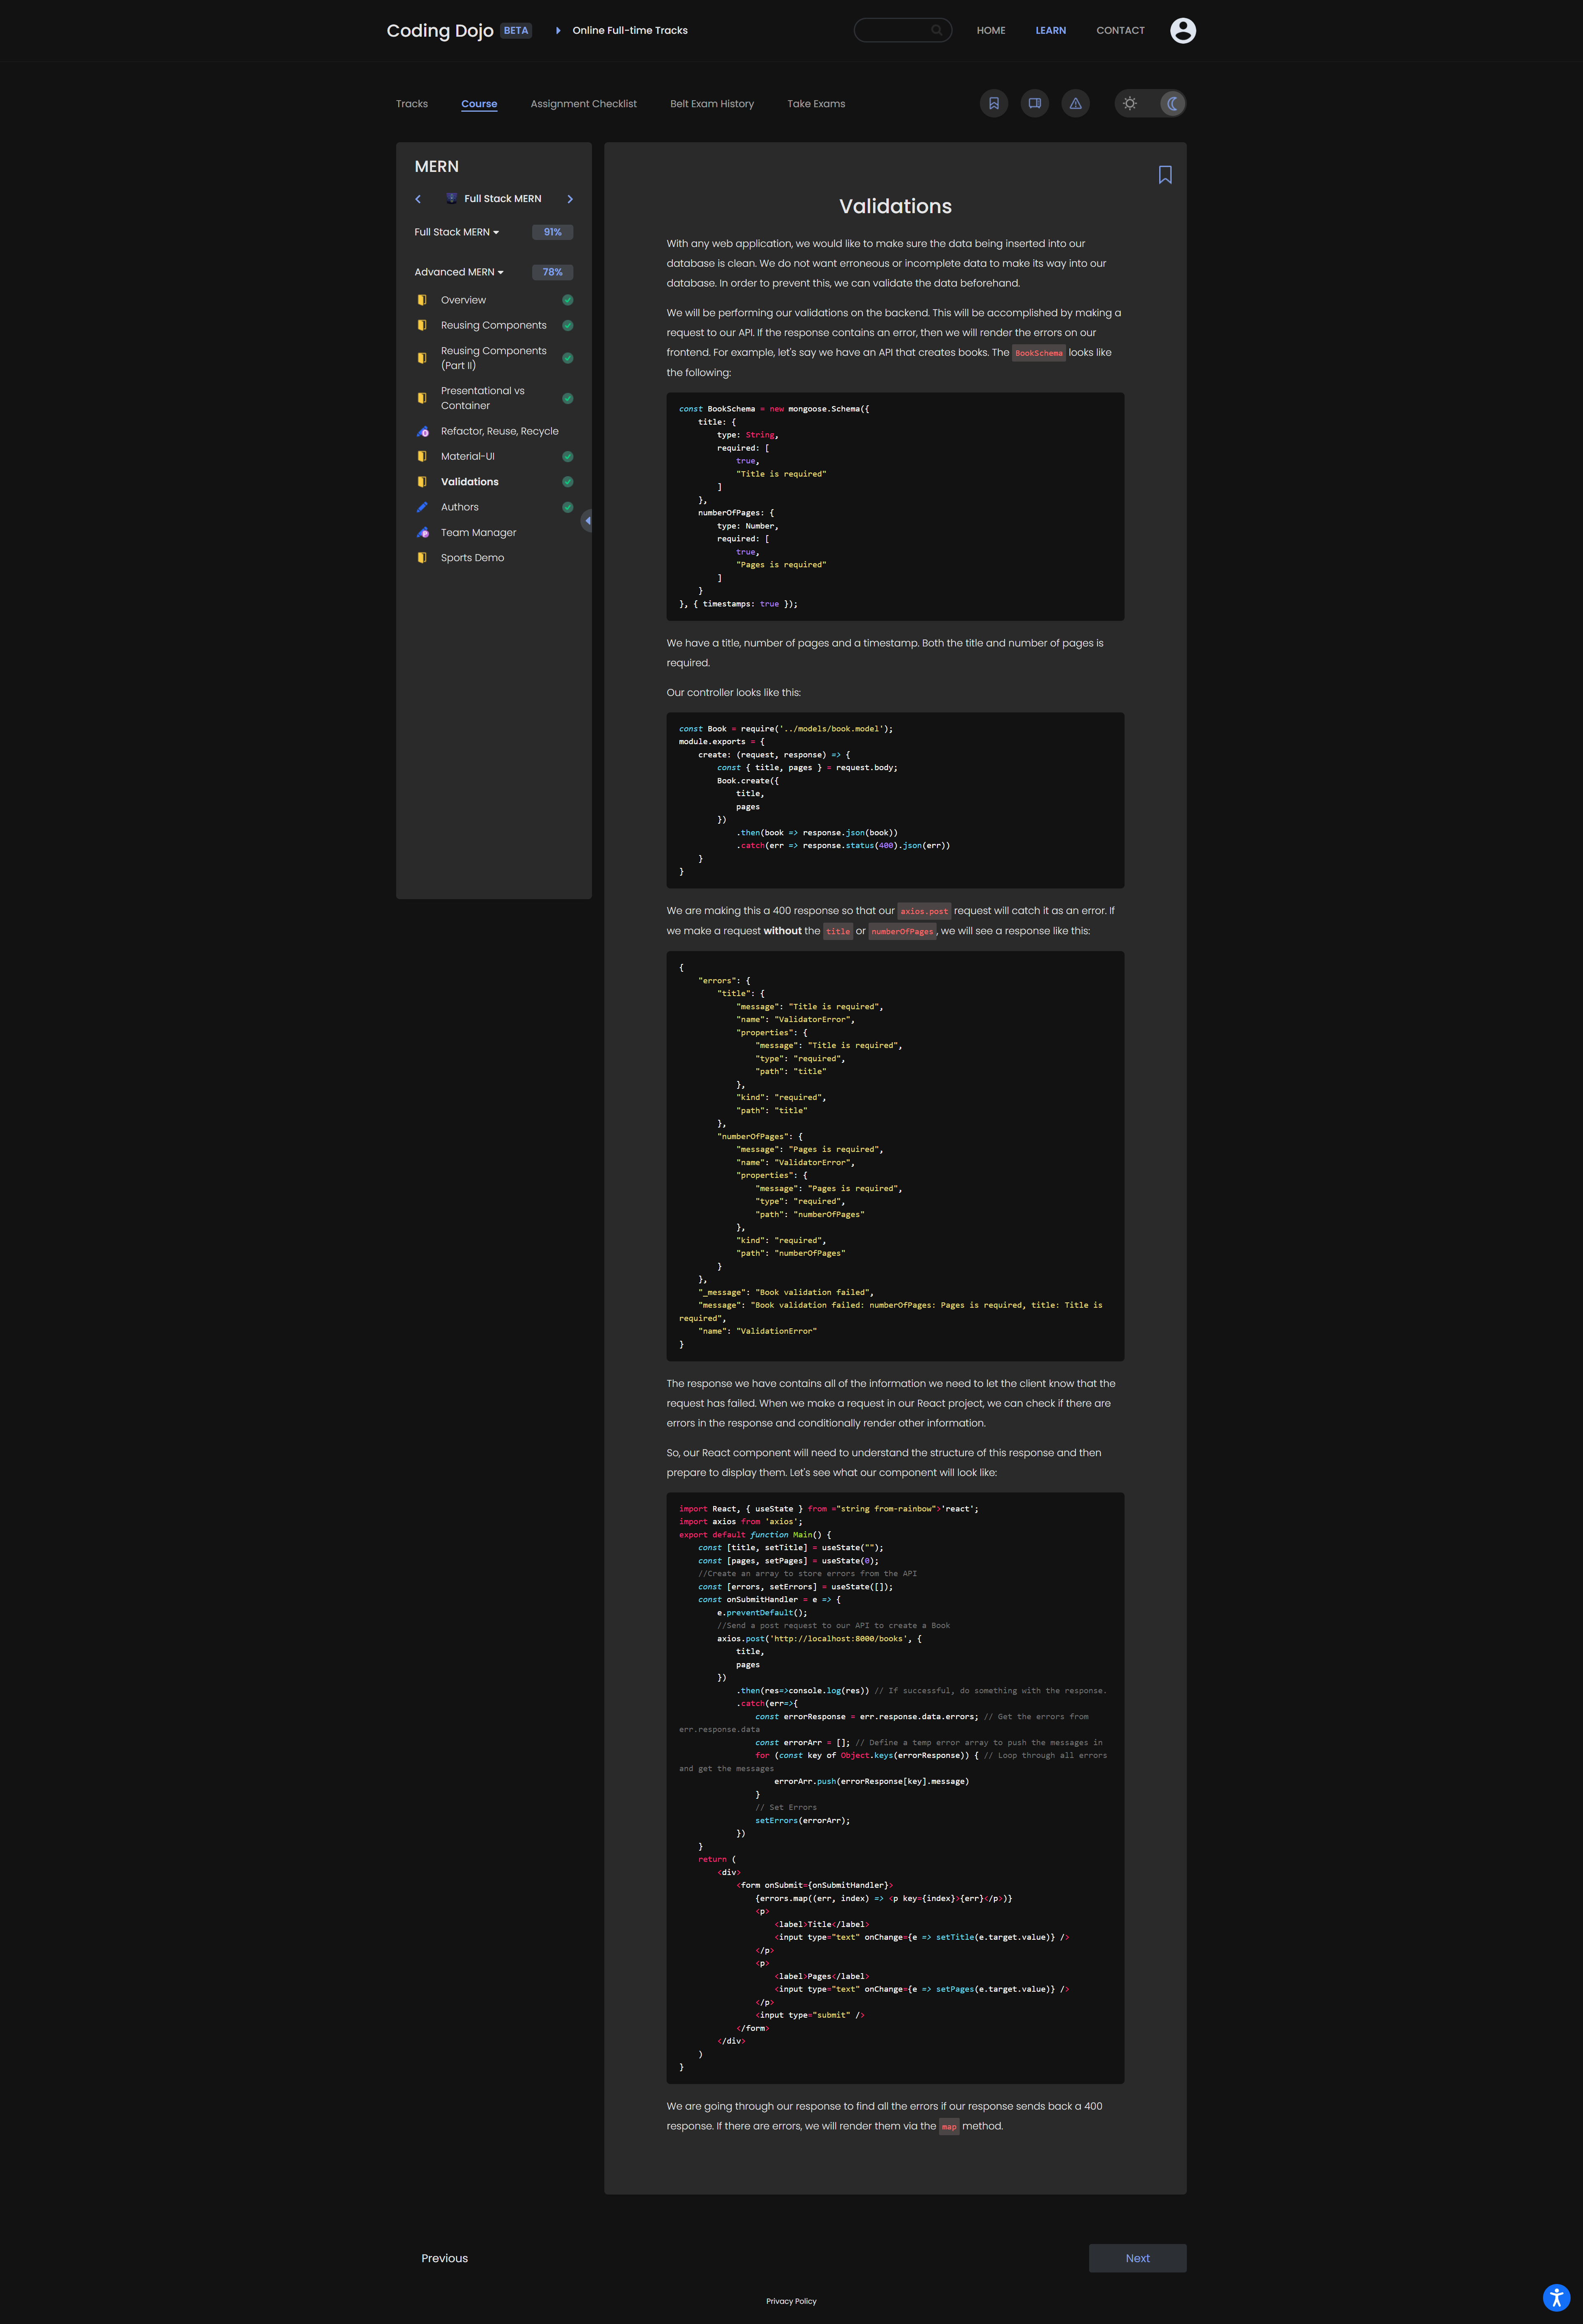 Coding Dojo BETA Online Full-time Tracks HOME LEARN CONTACT
Tracks Course Assignment Checklist Belt Exam History Take Exams
MERN
Full Stack MERN
Full Stack MERN 91%
Advanced MERN 78%
Overview
Reusing Components
Reusing Components
(Part II)
Presentational vs
Container
Refactor, Reuse, Recycle
Material-UI
Validations
Authors
Team Manager
Sports Demo
Validations
With any web application, we would like to make sure the data being inserted into our
database is clean. We do not want erroneous or incomplete data to make its way into our
database. In order to prevent this, we can validate the data beforehand.
We will be performing our validations on the backend. This will be accomplished by making a
request to our API. If the response contains an error, then we will render the errors on our
frontend. For example, let's say we have an API that creates books. The BookSchema looks like
the following:
const BookSchema = new mongoose.Schema({
    title: {
        type: String,
        required: [
            true,
            "Title is required"
        ]
    },
    numberOfPages: {
        type: Number,
        required: [
            true,
            "Pages is required"
        ]
    }
}, { timestamps: true });
We have a title, number of pages and a timestamp. Both the title and number of pages is
required.
Our controller looks like this:
const Book = require('../models/book.model');
module.exports = {
    create: (request, response) => {
        const { title, pages } = request.body;
        Book.create({
            title,
            pages
        })
            .then(book => response.json(book))
            .catch(err => response.status(400).json(err))
    }
}
We are making this a 400 response so that our axios.post request will catch it as an error. If
we make a request without the title or numberOfPages, we will see a response like this:
{
    "errors": {
        "title": {
            "message": "Title is required",
            "name": "ValidatorError",
            "properties": {
                "message": "Title is required",
                "type": "required",
                "path": "title"
            },
            "kind": "required",
            "path": "title"
        },
        "numberOfPages": {
            "message": "Pages is required",
            "name": "ValidatorError",
            "properties": {
                "message": "Pages is required",
                "type": "required",
                "path": "numberOfPages"
            },
            "kind": "required",
            "path": "numberOfPages"
        }
    },
    "_message": "Book validation failed",
    "message": "Book validation failed: numberOfPages: Pages is required, title: Title is
required",
    "name": "ValidationError"
}
The response we have contains all of the information we need to let the client know that the
request has failed. When we make a request in our React project, we can check if there are
errors in the response and conditionally render other information.
So, our React component will need to understand the structure of this response and then
prepare to display them. Let's see what our component will look like:
import React, { useState } from ="string from-rainbow">'react';
import axios from 'axios';
export default function Main() {
    const [title, setTitle] = useState("");
    const [pages, setPages] = useState(0);
    //Create an array to store errors from the API
    const [errors, setErrors] = useState([]);
    const onSubmitHandler = e => {
        e.preventDefault();
        //Send a post request to our API to create a Book
        axios.post('http://localhost:8000/books', {
            title,
            pages
        })
            .then(res=>console.log(res)) // If successful, do something with the response.
            .catch(err=>{
                const errorResponse = err.response.data.errors; // Get the errors from
err.response.data
                const errorArr = []; // Define a temp error array to push the messages in
                for (const key of Object.keys(errorResponse)) { // Loop through all errors
and get the messages
                    errorArr.push(errorResponse[key].message)
                }
                // Set Errors
                setErrors(errorArr);
            })
    }
    return (
        <div>
            <form onSubmit={onSubmitHandler}>
                {errors.map((err, index) => <p key={index}>{err}</p>)}
                <p>
                    <label>Title</label>
                    <input type="text" onChange={e => setTitle(e.target.value)} />
                </p>
                <p>
                    <label>Pages</label>
                    <input type="text" onChange={e => setPages(e.target.value)} />
                </p>
                <input type="submit" />
            </form>
        </div>
    )
}
We are going through our response to find all the errors if our response sends back a 400
response. If there are errors, we will render them via the map method.
Previous Next
Privacy Policy